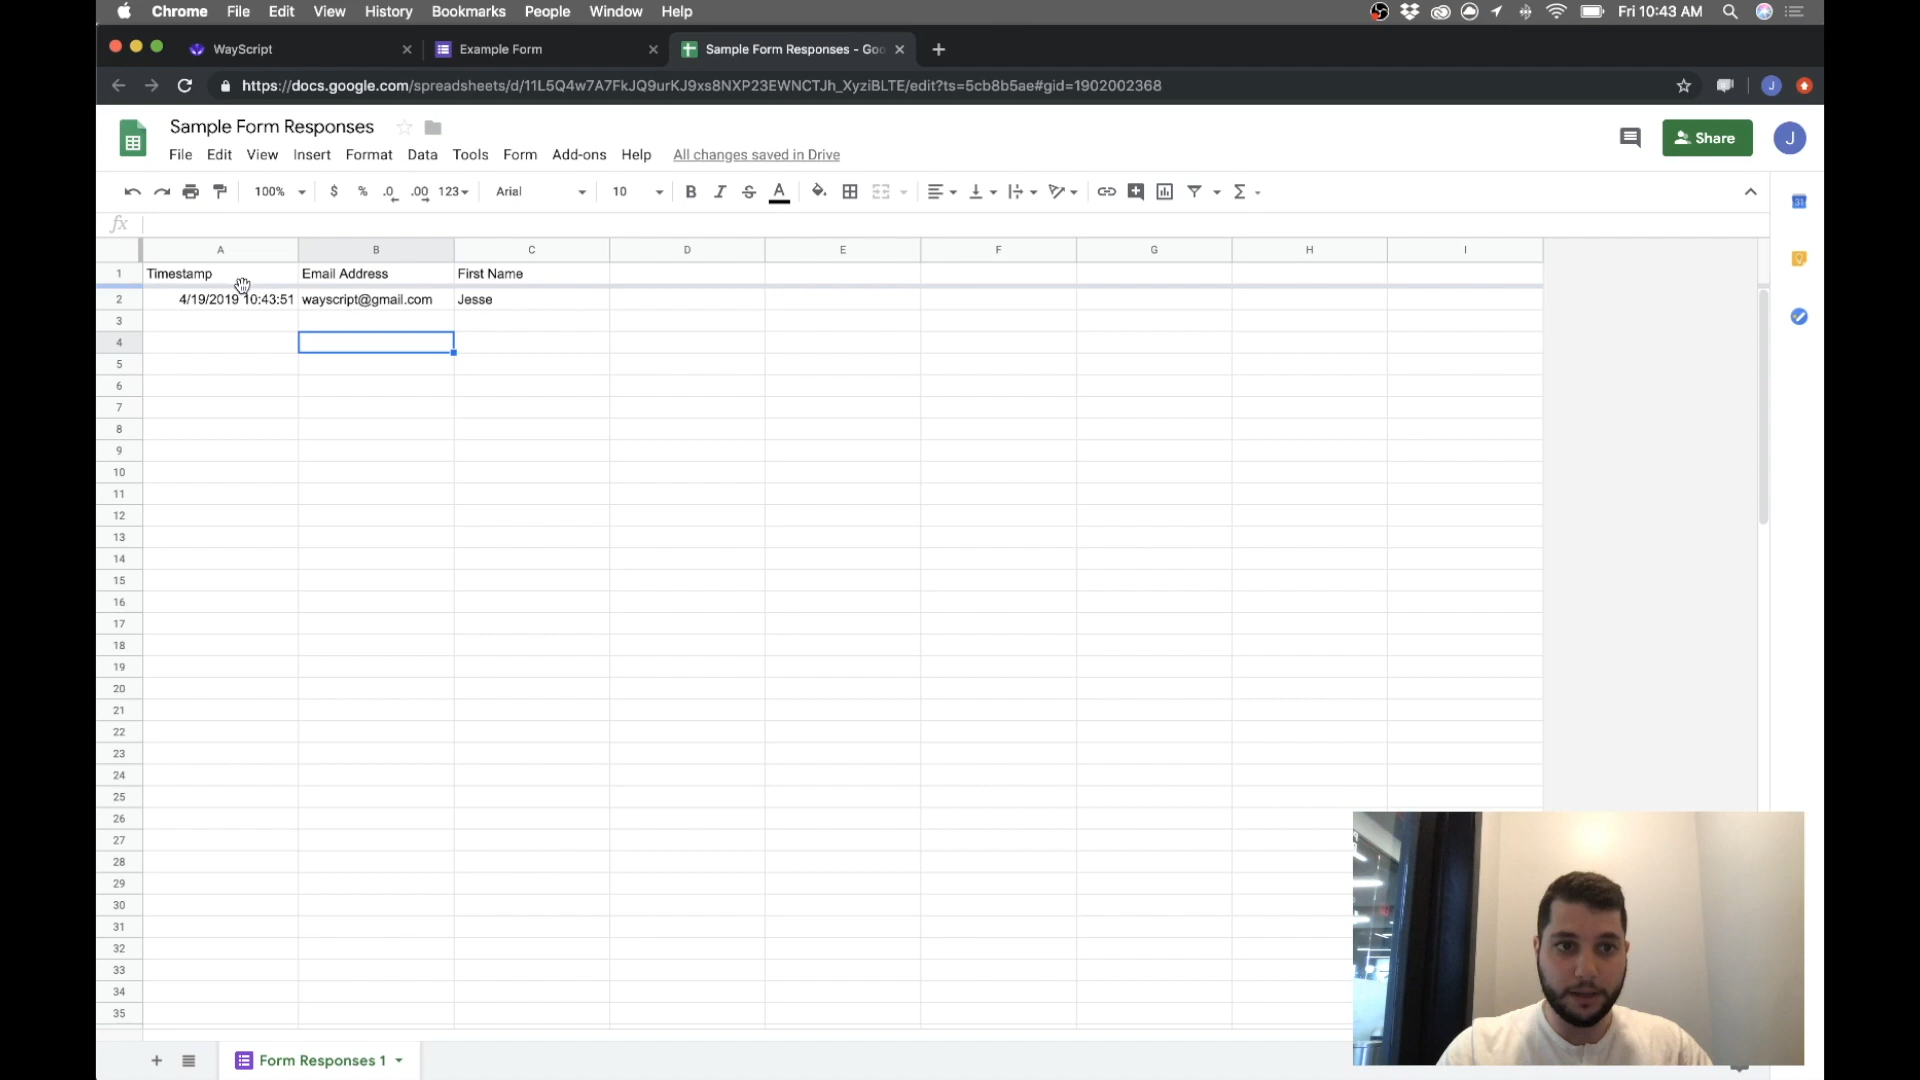 Chrome File Edit View History Bookmarks People Window Help Fri 10:43 AM
WayScript Example Form Sample Form Responses - Goo
https://docs.google.com/spreadsheets/d/11L5Q4w7A7FkJQ9urKJ9xs8NXP23EWNCTJh_XyziBLTE/edit?ts=5cb8b5ae#gid=1902002368 J
Sample Form Responses
Share J
File Edit View Insert Format Data Tools Form Add-ons Help All changes saved in Drive
100% $ % .0 .00 123 Arial 10 B I S A Σ
31
fx
A B C D E F G H I
1 Timestamp Email Address First Name
2 4/19/2019 10:43:51 wayscript@gmail.com Jesse
3
4
5
6
7
8
9
10
11
12
13
14
15
16
17
18
19
20
21
22
23
24
25
26
27
28
29
30
31
32
33
34
35
+ Form Responses 1